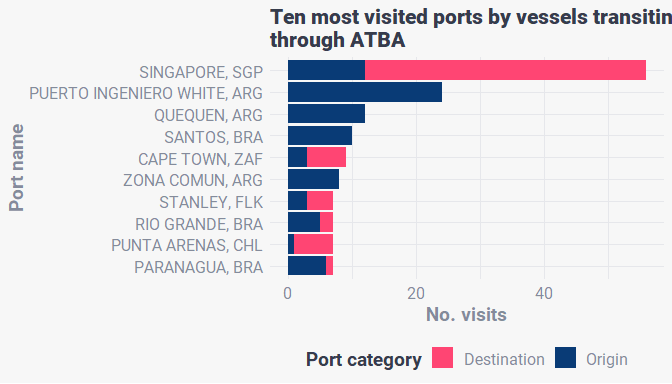 Ten most visited ports by vessels transitin
through ATBA
SINGAPORE, SGP
PUERTO INGENIERO WHITE, ARG
QUEQUEN, ARG
SANTOS, BRA
CAPE TOWN, ZAF
ZONA COMUN, ARG
STANLEY, FLK
RIO GRANDE, BRA
PUNTA ARENAS, CHL
PARANAGUA, BRA
Port name
0 20 40
No. visits
Port category Destination Origin